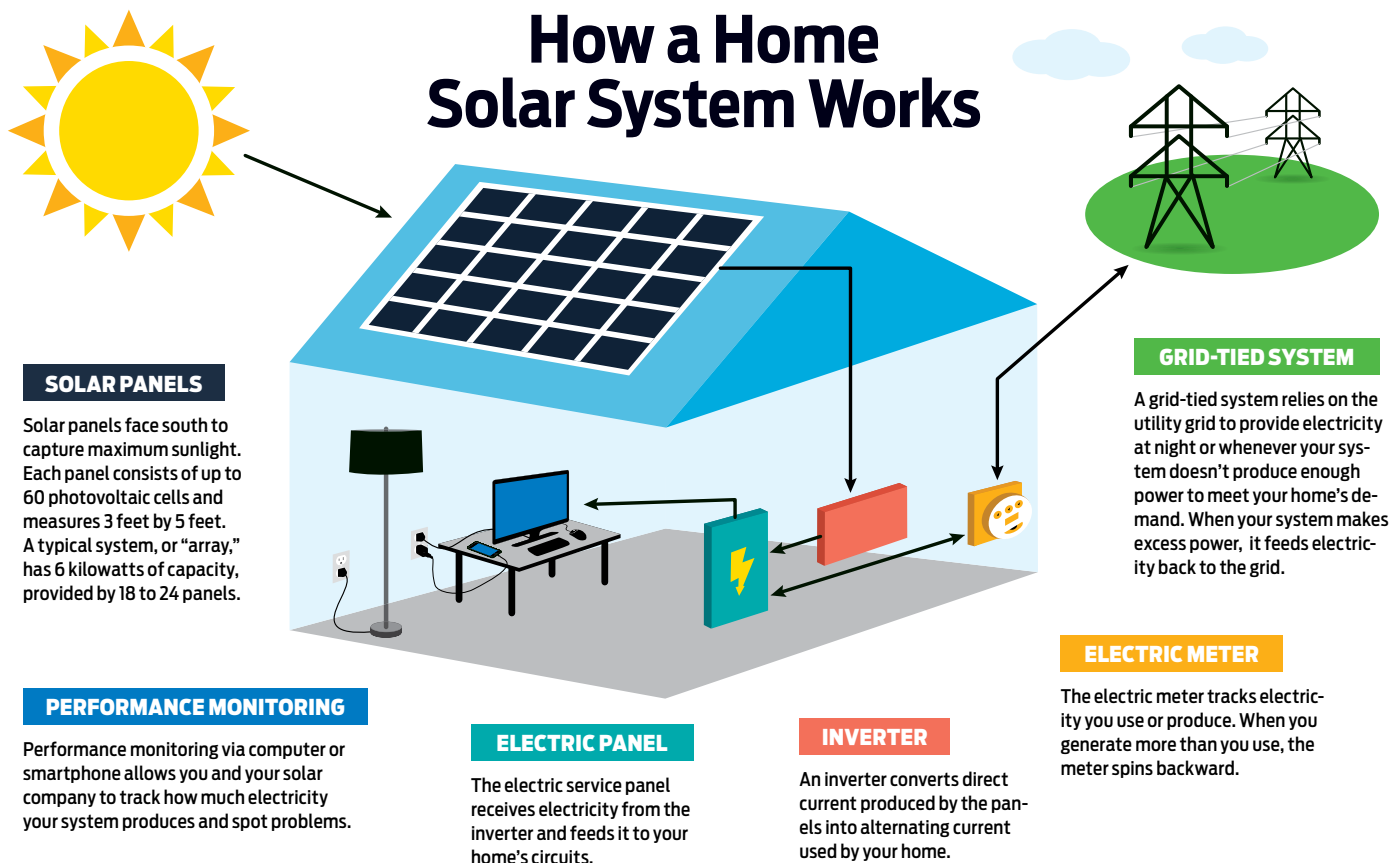 How a Home
Solar System Works
SOLAR PANELS
Solar panels face south to
capture maximum sunlight.
Each panel consists of up to
60 photovoltaic cells and
measures 3 feet by 5 feet.
A typical system, or “array,”
has 6 kilowatts of capacity,
provided by 18 to 24 panels.
GRID-TIED SYSTEM
A grid-tied system relies on the
utility grid to provide electricity
at night or whenever your sys-
tem doesn’t produce enough
power to meet your home’s de-
mand. When your system makes
excess power, it feeds electric-
ity back to the grid.
PERFORMANCE MONITORING
Performance monitoring via computer or
smartphone allows you and your solar
company to track how much electricity
your system produces and spot problems.
ELECTRIC PANEL
The electric service panel
receives electricity from the
inverter and feeds it to your
home’s circuits.
INVERTER
An inverter converts direct
current produced by the pan-
els into alternating current
used by your home.
ELECTRIC METER
The electric meter tracks electric-
ity you use or produce. When you
generate more than you use, the
meter spins backward.